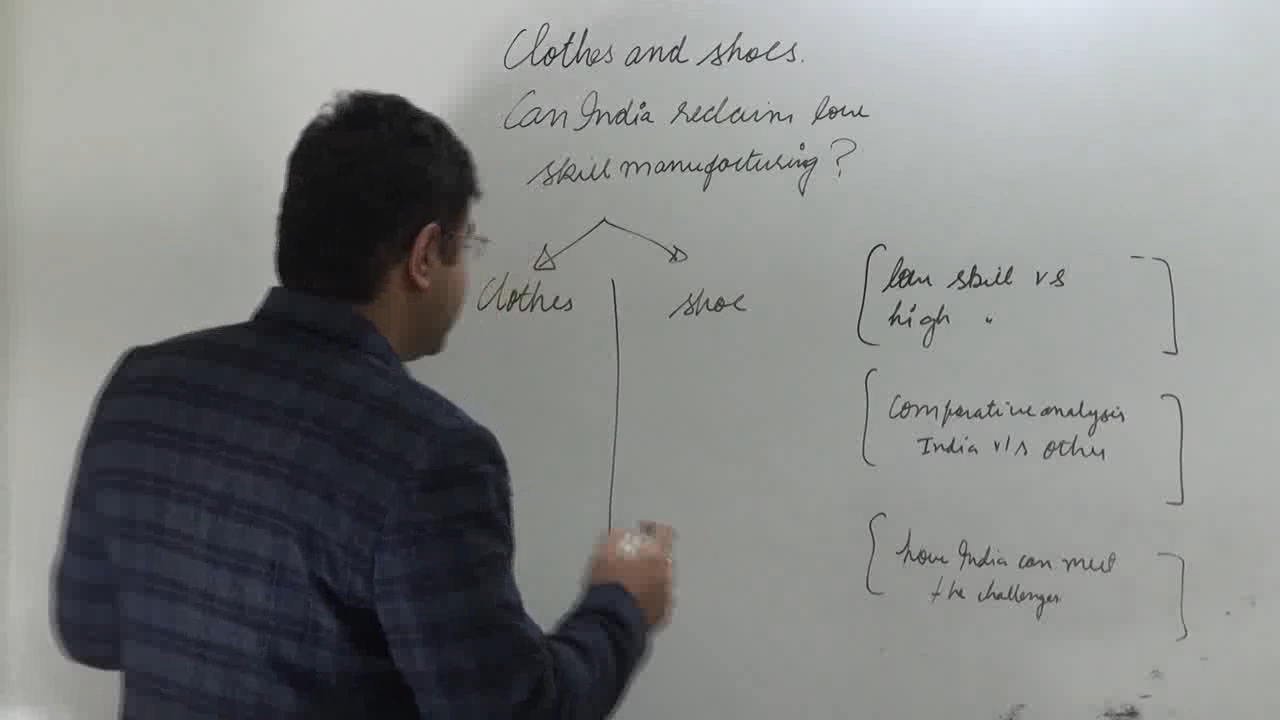 Clothes and shoes.
Can India reclaim low
skill manufacturing?
Clothes
shoe
low skill vs
high "
Comparative analysis
India v/s other
how India can meet
the challenges